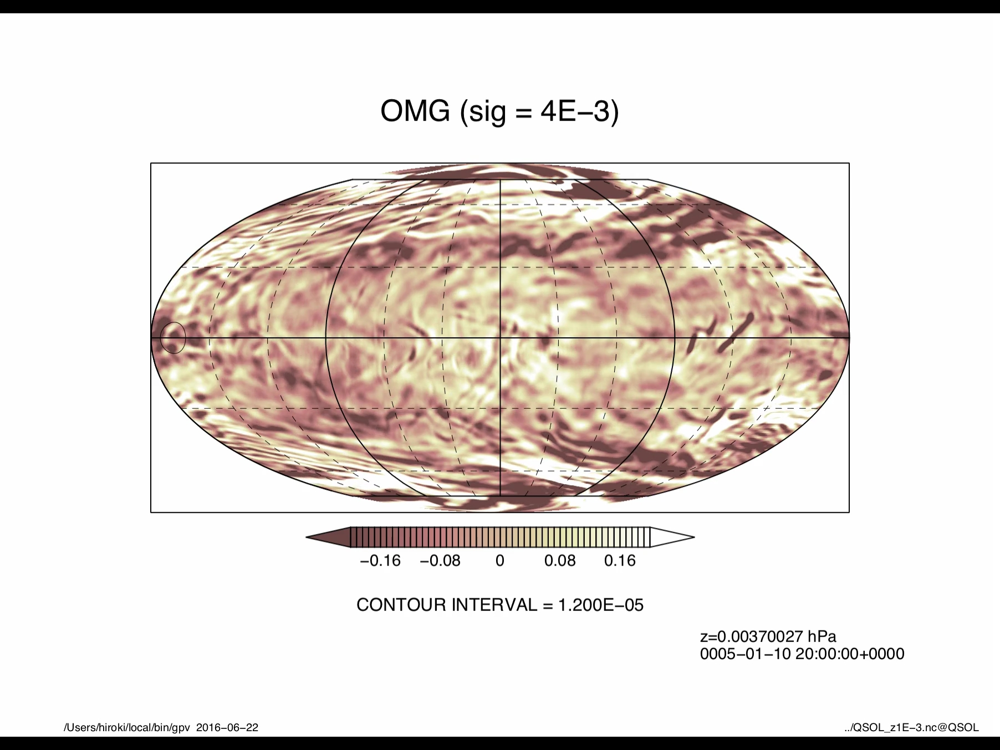 OMG (sig = 4E−3)
−0.16 −0.08 0 0.08 0.16
CONTOUR INTERVAL = 1.200E−05
z=0.00370027 hPa
0005−01−10 20:00:00+0000
/Users/hiroki/local/bin/gpv 2016−06−22
../QSOL_z1E−3.nc@QSOL